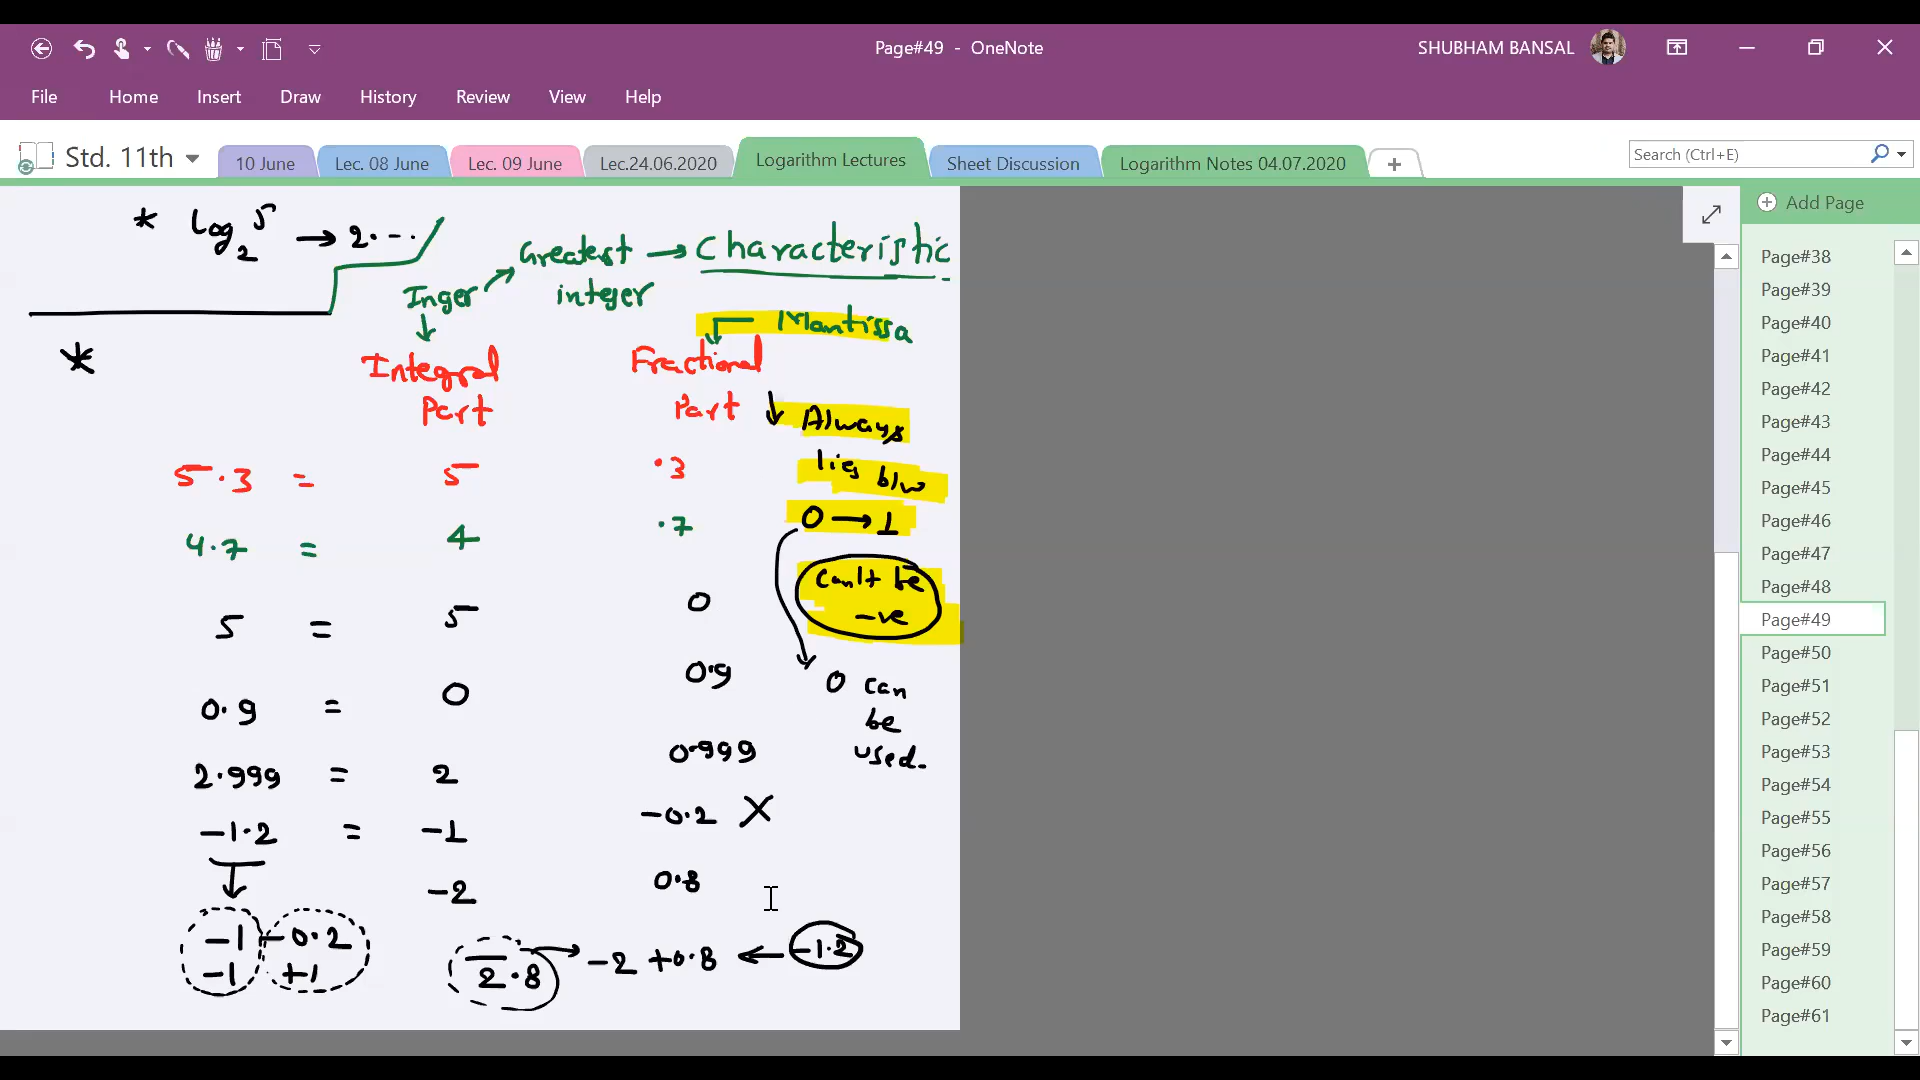 Page#49 - OneNote
SHUBHAM BANSAL
File Home Insert Draw History Review View Help
Std. 11th
10 June
Lec. 08 June
Lec. 09 June
Lec.24.06.2020
Logarithm Lectures
Sheet Discussion
Logarithm Notes 04.07.2020
Search (Ctrl+E)
* log₂5 → 2.---
Greatest → Characteristic
Inger integer
Mantissa
*
Integral Fractional
Part Part
↓ Always
lies b/w
0 → 1
Can't be
-ve
0 can
be
used.
5.3 = 5 .3
4.7 = 4 .7
5 = 5 0
0.9 = 0 0.9
2.999 = 2 0.999
-1.2 = -1 -0.2 X
-2 0.8
-1 -0.2
-1 +1
2̅.8 → -2 +0.8 ← -1.2
Add Page
Page#38
Page#39
Page#40
Page#41
Page#42
Page#43
Page#44
Page#45
Page#46
Page#47
Page#48
Page#49
Page#50
Page#51
Page#52
Page#53
Page#54
Page#55
Page#56
Page#57
Page#58
Page#59
Page#60
Page#61